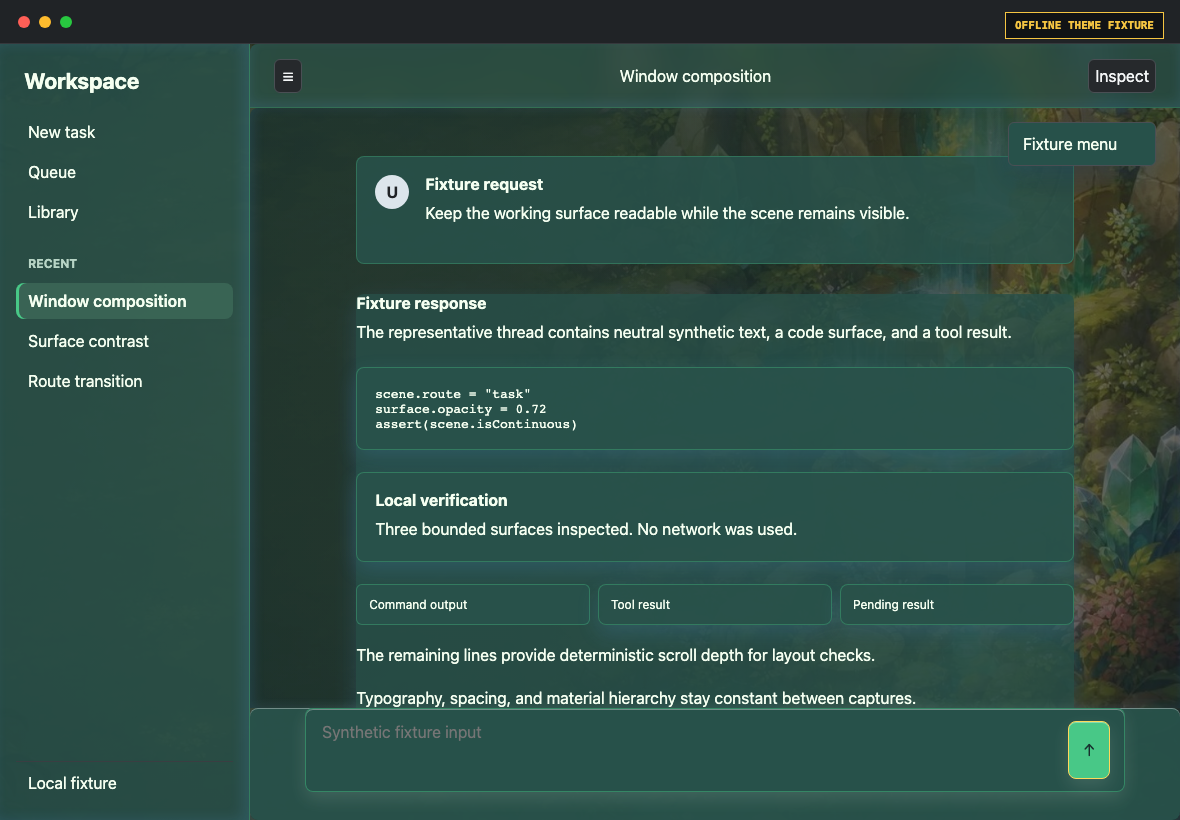 OFFLINE THEME FIXTURE
Workspace
New task
Queue
Library
RECENT
Window composition
Surface contrast
Route transition
Local fixture
Window composition
Inspect
Fixture menu
U
Fixture request
Keep the working surface readable while the scene remains visible.
Fixture response
The representative thread contains neutral synthetic text, a code surface, and a tool result.
scene.route = "task"
surface.opacity = 0.72
assert(scene.isContinuous)
Local verification
Three bounded surfaces inspected. No network was used.
Command output
Tool result
Pending result
The remaining lines provide deterministic scroll depth for layout checks.
Typography, spacing, and material hierarchy stay constant between captures.
Synthetic fixture input